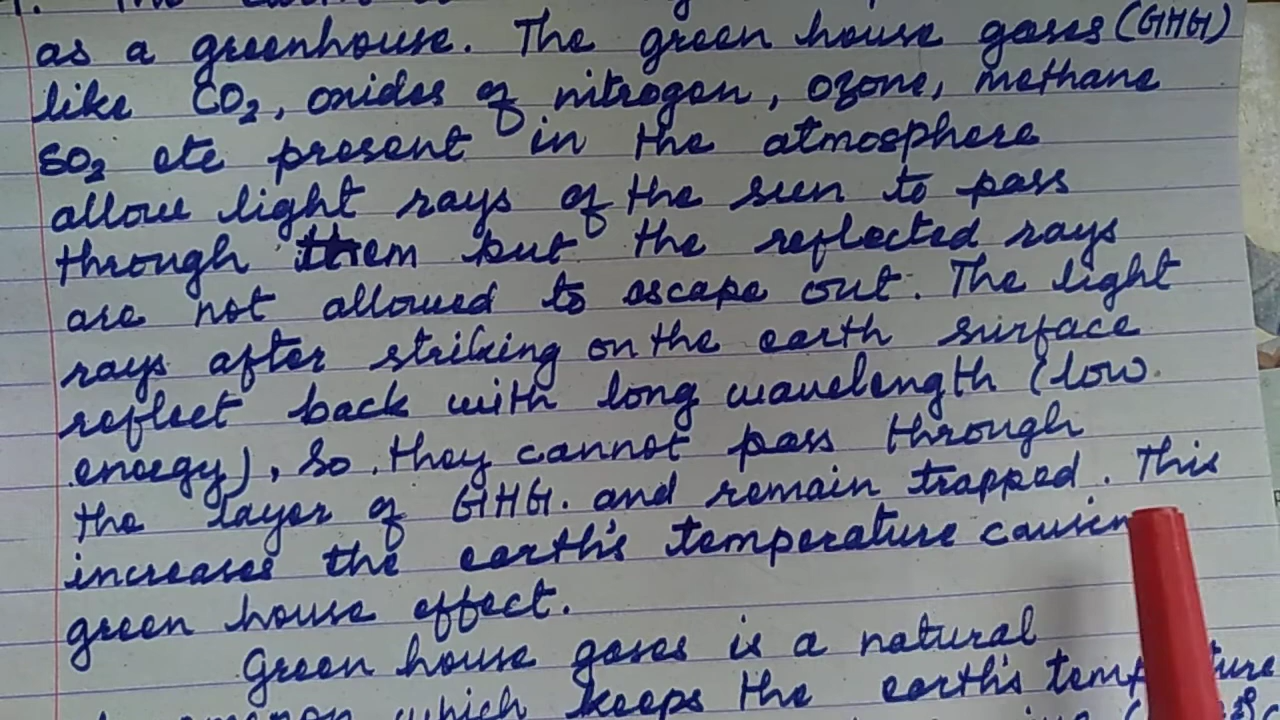 as a greenhouse. The green house gases (GHG)
like CO2, oxides of nitrogen, ozone, methane
SO2 etc present in the atmosphere
allow light rays of the sun to pass
through them but the reflected rays
are not allowed to escape out. The light
rays after striking on the earth surface
reflect back with long wavelength (low
energy), so they cannot pass through
the layer of GHG. and remain trapped. This
increases the earth's temperature causin
green house effect.
Green house gases is a natural
which keeps the earth's temp